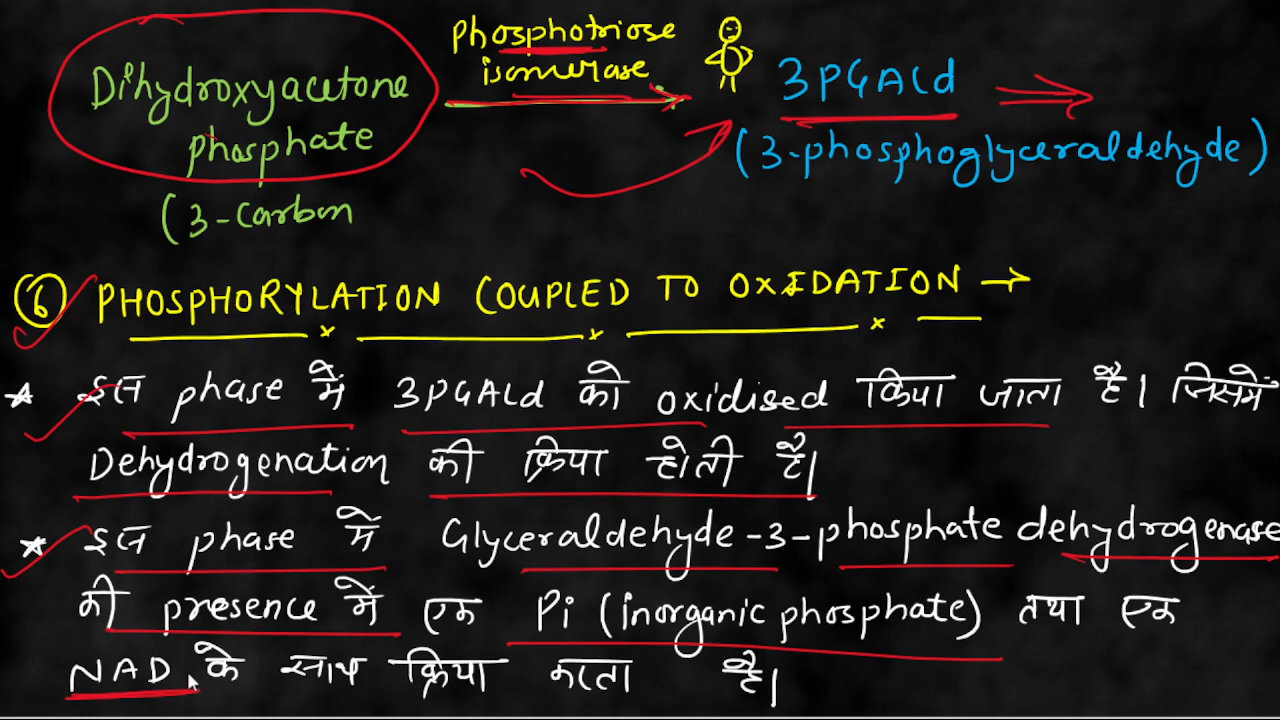 Dihydroxyacetone
phosphate
(3-carbon
phosphotriose
isomerase
3PGAld
(3-phosphoglyceraldehyde)
6 PHOSPHORYLATION COUPLED TO OXIDATION →
★ इस phase में 3PGAld को oxidised किया जाता है। जिसमें
Dehydrogenation की क्रिया होती है।
★ इस phase में Glyceraldehyde-3-phosphate dehydrogenase
की presence में एक Pi (inorganic phosphate) तथा एक
NAD के साथ क्रिया करता है।